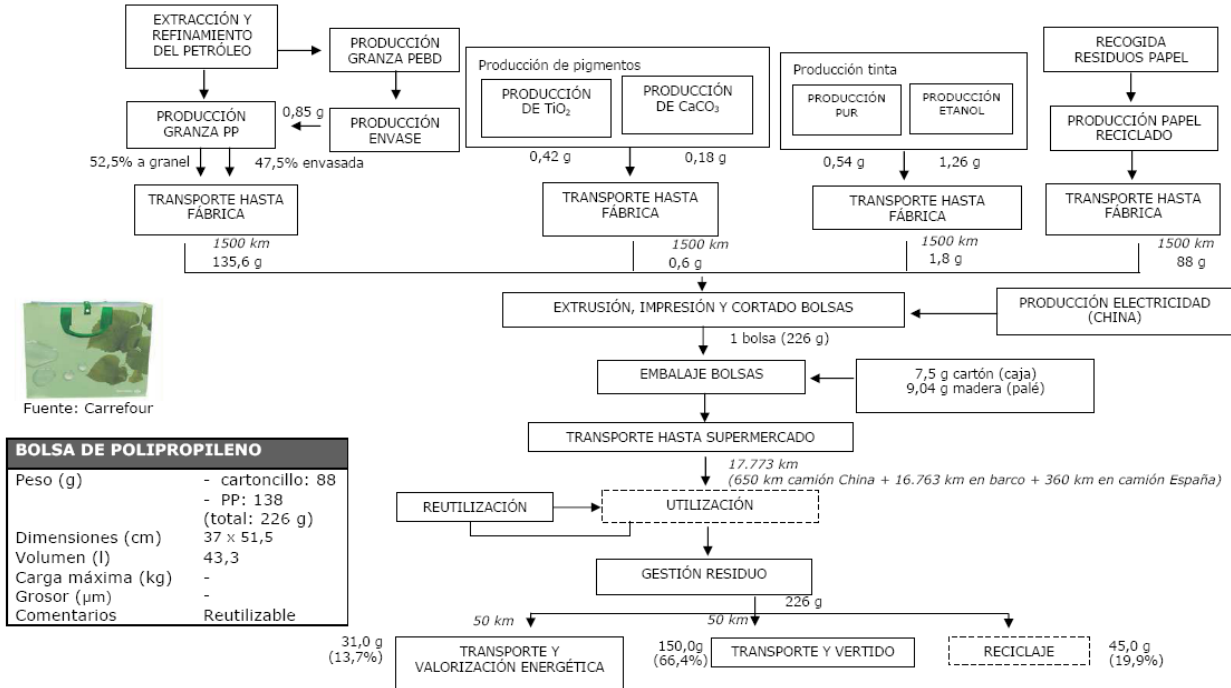 EXTRACCIÓN Y
REFINAMIENTO
DEL PETRÓLEO
PRODUCCIÓN
GRANZA PEBD
PRODUCCIÓN
ENVASE
0,85 g
PRODUCCIÓN
GRANZA PP
52,5% a granel
47,5% envasada
TRANSPORTE HASTA
FÁBRICA
1500 km
135,6 g
Producción de pigmentos
PRODUCCIÓN
DE TiO2
PRODUCCIÓN
DE CaCO3
0,42 g
0,18 g
TRANSPORTE HASTA
FÁBRICA
1500 km
0,6 g
Producción tinta
PRODUCCIÓN
PUR
PRODUCCIÓN
ETANOL
0,54 g
1,26 g
TRANSPORTE HASTA
FÁBRICA
1500 km
1,8 g
RECOGIDA
RESIDUOS PAPEL
PRODUCCIÓN PAPEL
RECICLADO
TRANSPORTE HASTA
FÁBRICA
1500 km
88 g
EXTRUSIÓN, IMPRESIÓN Y CORTADO BOLSAS
PRODUCCIÓN ELECTRICIDAD
(CHINA)
1 bolsa (226 g)
EMBALAJE BOLSAS
7,5 g cartón (caja)
9,04 g madera (palé)
TRANSPORTE HASTA SUPERMERCADO
17.773 km
(650 km camión China + 16.763 km en barco + 360 km en camión España)
REUTILIZACIÓN
UTILIZACIÓN
GESTIÓN RESIDUO
226 g
50 km
50 km
31,0 g
(13,7%)
TRANSPORTE Y
VALORIZACIÓN ENERGÉTICA
150,0g
(66,4%)
TRANSPORTE Y VERTIDO
RECICLAJE
45,0 g
(19,9%)
Fuente: Carrefour
BOLSA DE POLIPROPILENO
Peso (g) - cartoncillo: 88
- PP: 138
(total: 226 g)
Dimensiones (cm) 37 x 51,5
Volumen (l) 43,3
Carga máxima (kg) -
Grosor (µm) -
Comentarios Reutilizable